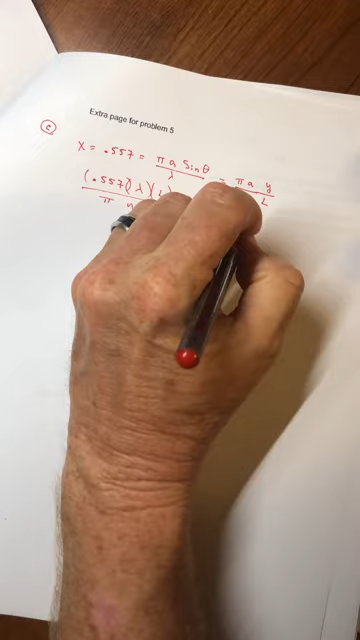 Extra page for problem 5
(c)
X = .557 = π a Sin θ / λ = π a y / L
(.557)(λ)(L) / π